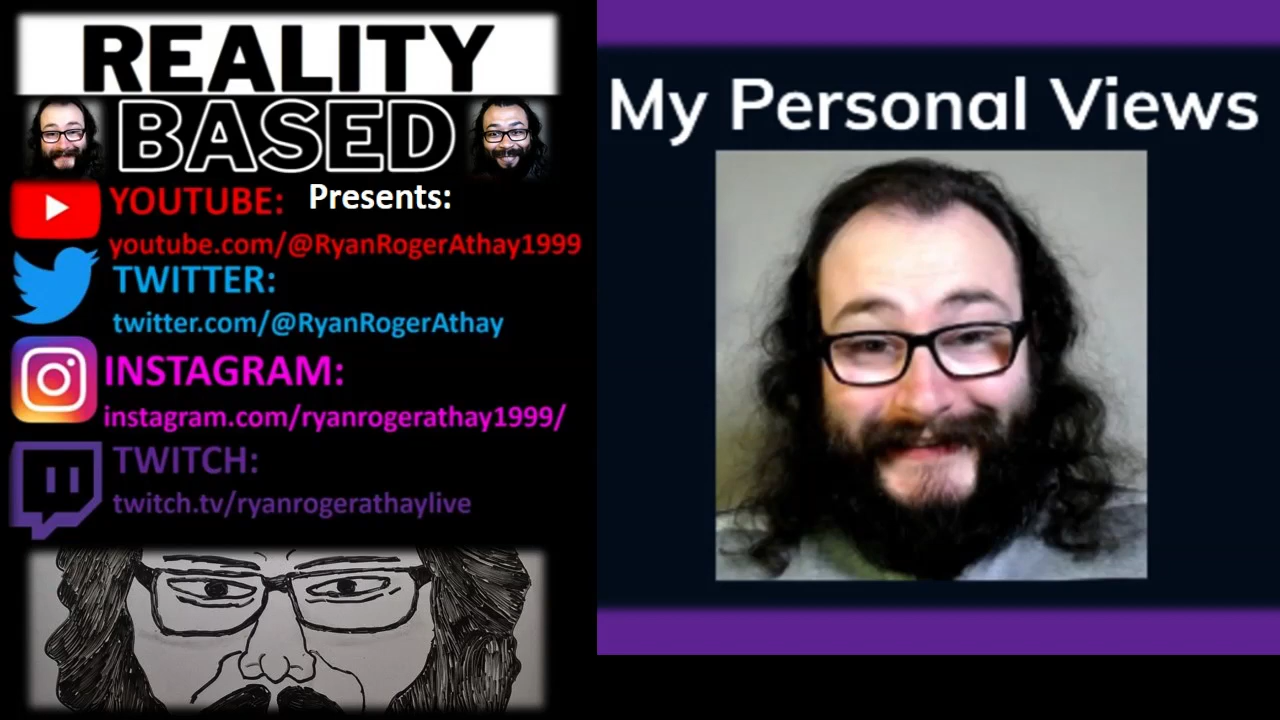 REALITY
BASED
YOUTUBE: Presents:
youtube.com/@RyanRogerAthay1999
TWITTER:
twitter.com/@RyanRogerAthay
INSTAGRAM:
instagram.com/ryanrogerathay1999/
TWITCH:
twitch.tv/ryanrogerathaylive
My Personal Views